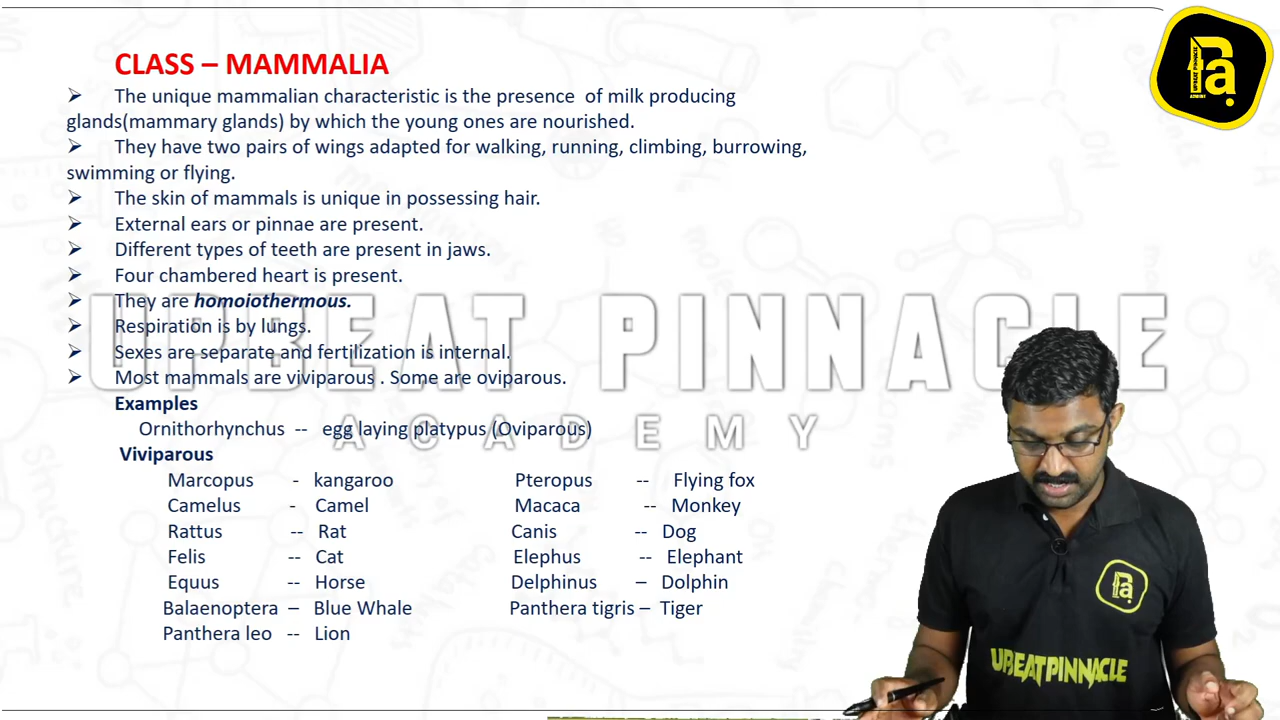 CLASS – MAMMALIA
➢ The unique mammalian characteristic is the presence of milk producing
glands(mammary glands) by which the young ones are nourished.
➢ They have two pairs of wings adapted for walking, running, climbing, burrowing,
swimming or flying.
➢ The skin of mammals is unique in possessing hair.
➢ External ears or pinnae are present.
➢ Different types of teeth are present in jaws.
➢ Four chambered heart is present.
➢ They are homoiothermous.
➢ Respiration is by lungs.
➢ Sexes are separate and fertilization is internal.
➢ Most mammals are viviparous . Some are oviparous.
Examples
Ornithorhynchus -- egg laying platypus (Oviparous)
Viviparous
Marcopus - kangaroo Pteropus -- Flying fox
Camelus - Camel Macaca -- Monkey
Rattus -- Rat Canis -- Dog
Felis -- Cat Elephus -- Elephant
Equus -- Horse Delphinus – Dolphin
Balaenoptera – Blue Whale Panthera tigris – Tiger
Panthera leo -- Lion
UPBEAT PINNACLE
ACADEMY
UPBEAT PINNACLE
UPBEATPINNACLE